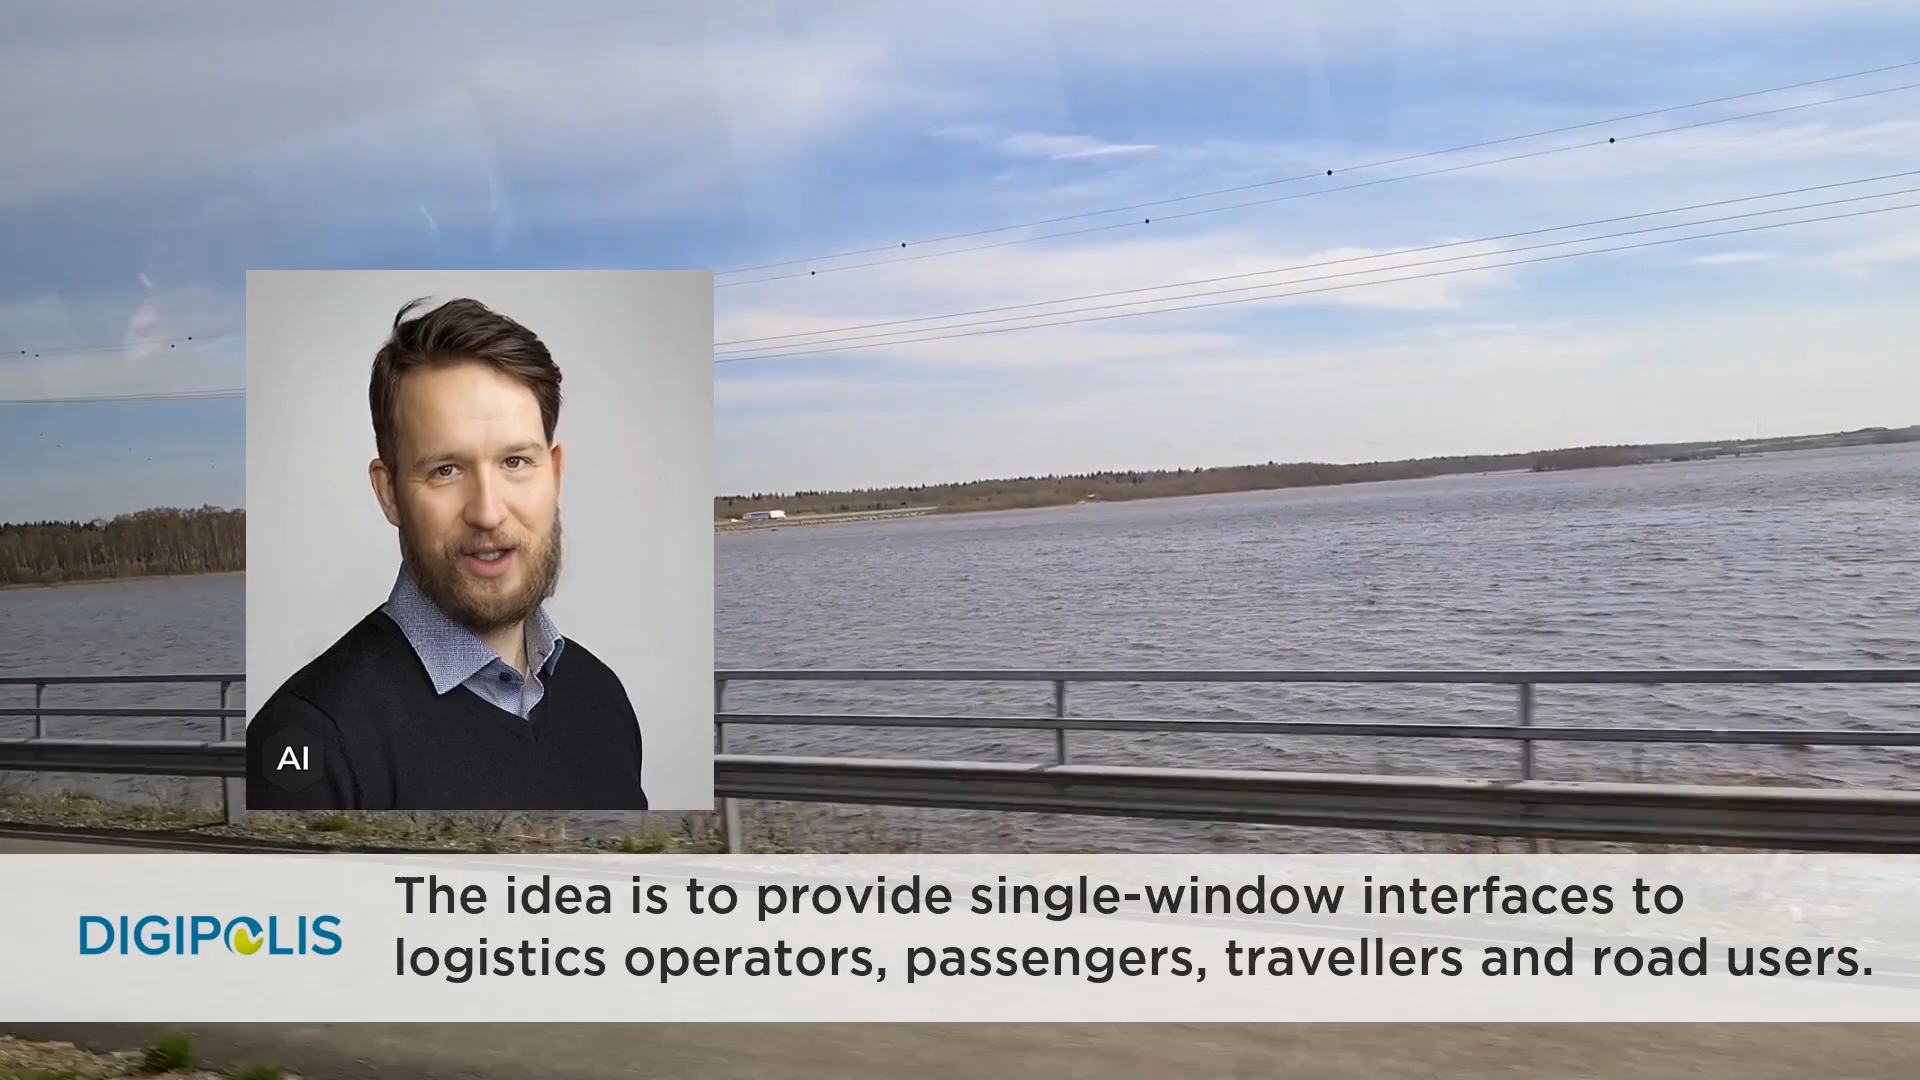 AI
DIGIPOLIS
The idea is to provide single-window interfaces to
logistics operators, passengers, travellers and road users.